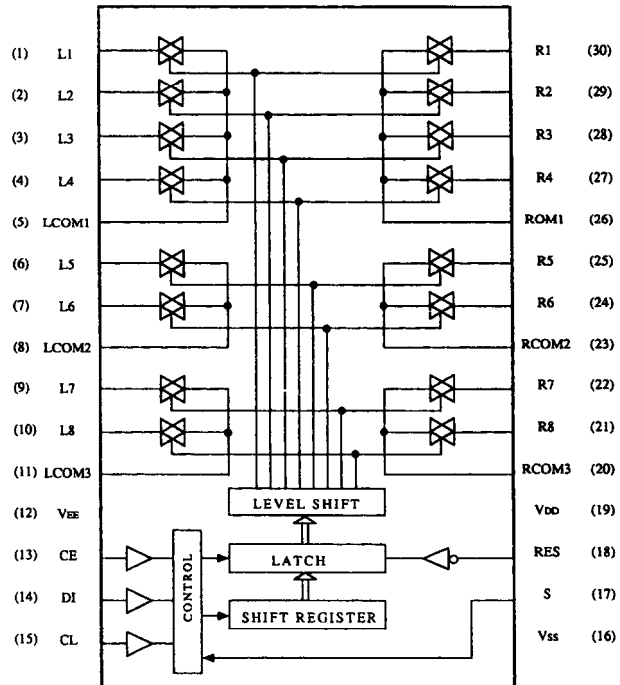 (1) L1 R1 (30)
(2) L2 R2 (29)
(3) L3 R3 (28)
(4) L4 R4 (27)
(5) LCOM1 ROM1 (26)
(6) L5 R5 (25)
(7) L6 R6 (24)
(8) LCOM2 RCOM2 (23)
(9) L7 R7 (22)
(10) L8 R8 (21)
(11) LCOM3 RCOM3 (20)
(12) VEE LEVEL SHIFT VDD (19)
(13) CE LATCH RES (18)
(14) DI CONTROL SHIFT REGISTER S (17)
(15) CL Vss (16)